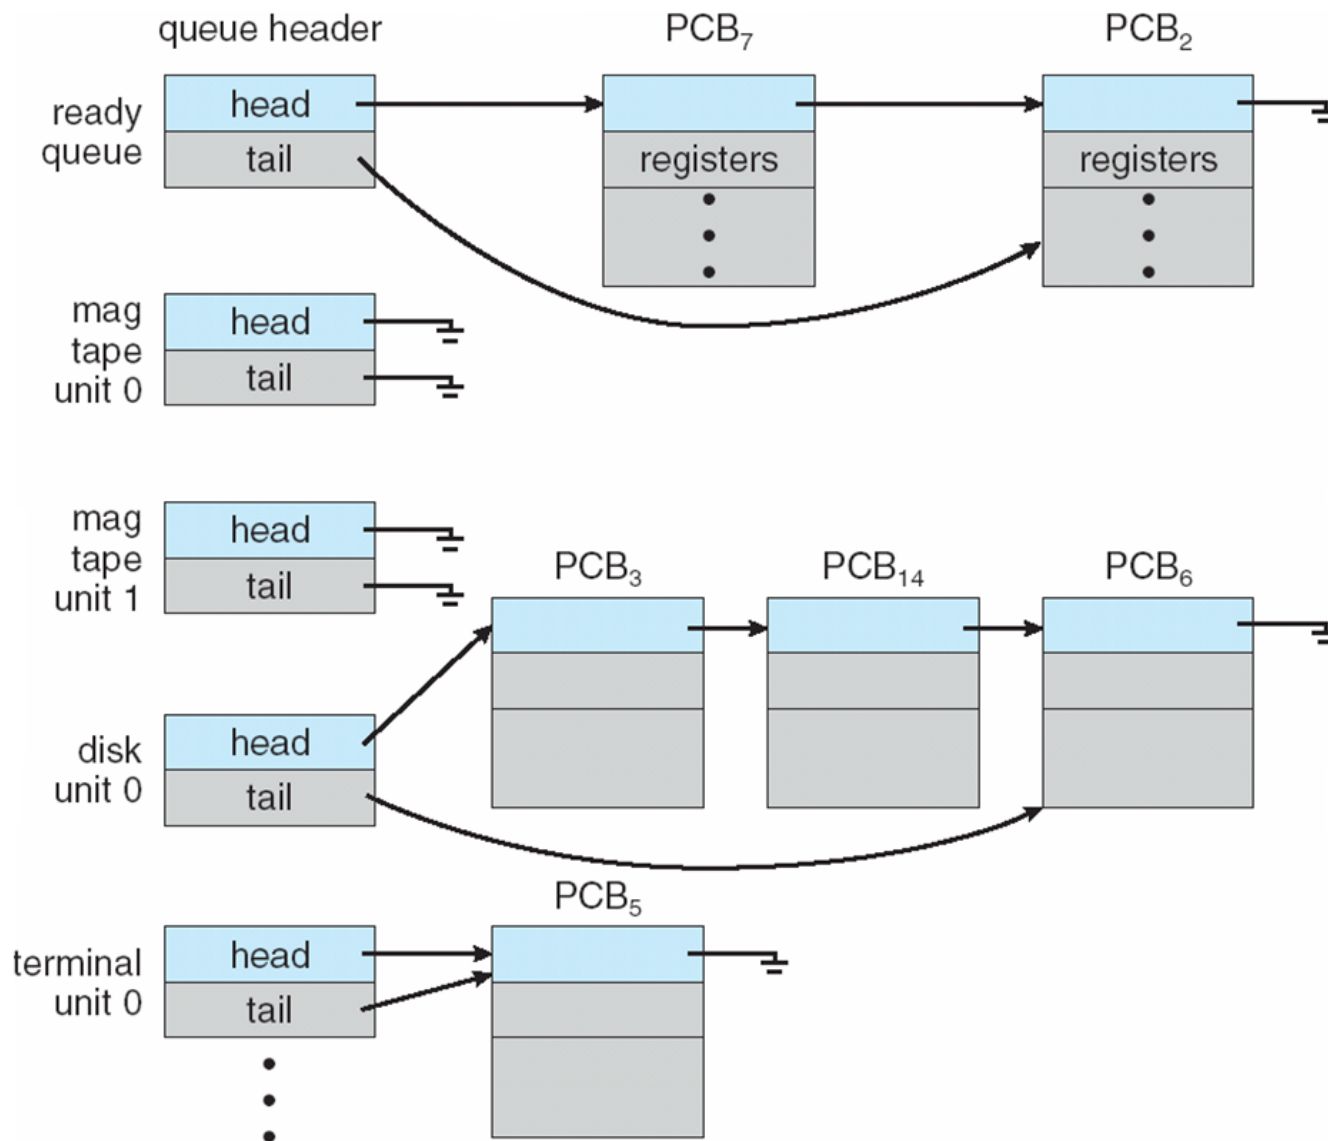 queue header
PCB₇
PCB₂
ready
queue
head
tail
registers
registers
mag
tape
unit 0
head
tail
mag
tape
unit 1
head
tail
PCB₃
PCB₁₄
PCB₆
disk
unit 0
head
tail
PCB₅
terminal
unit 0
head
tail